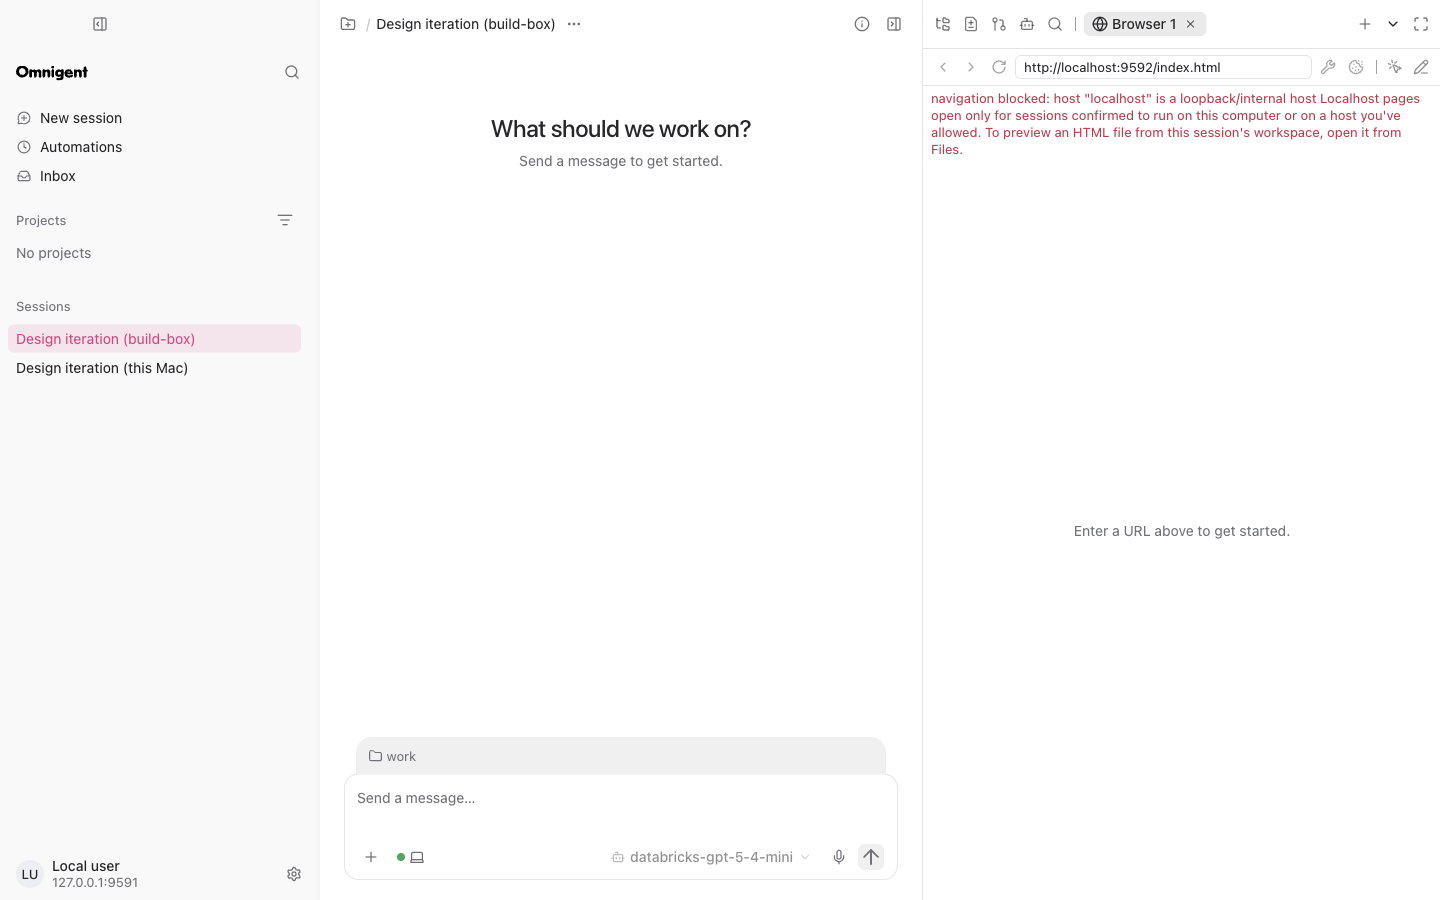 Omnigent
New session
Automations
Inbox
Projects
No projects
Sessions
Design iteration (build-box)
Design iteration (this Mac)
LU
Local user
127.0.0.1:9591
/ Design iteration (build-box)
What should we work on?
Send a message to get started.
work
Send a message...
databricks-gpt-5-4-mini
Browser 1
http://localhost:9592/index.html
navigation blocked: host "localhost" is a loopback/internal host Localhost pages
open only for sessions confirmed to run on this computer or on a host you've
allowed. To preview an HTML file from this session's workspace, open it from
Files.
Enter a URL above to get started.